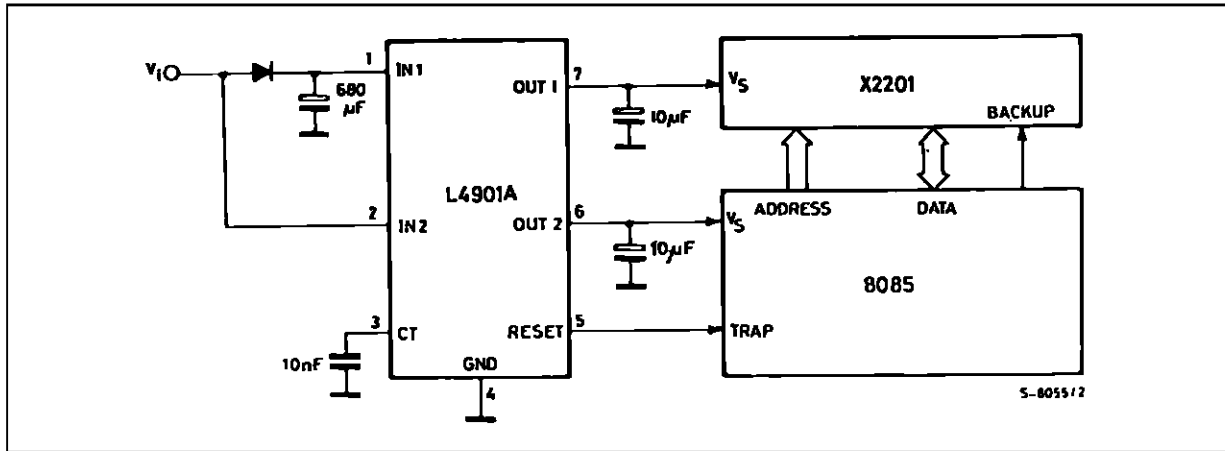 Vi
1
IN1
680
µF
OUT 1
7
10µF
VS
X2201
BACKUP
L4901A
2
IN2
OUT 2
6
10µF
VS
ADDRESS
DATA
8085
3
CT
10nF
RESET
5
TRAP
GND
4
S-8055/2